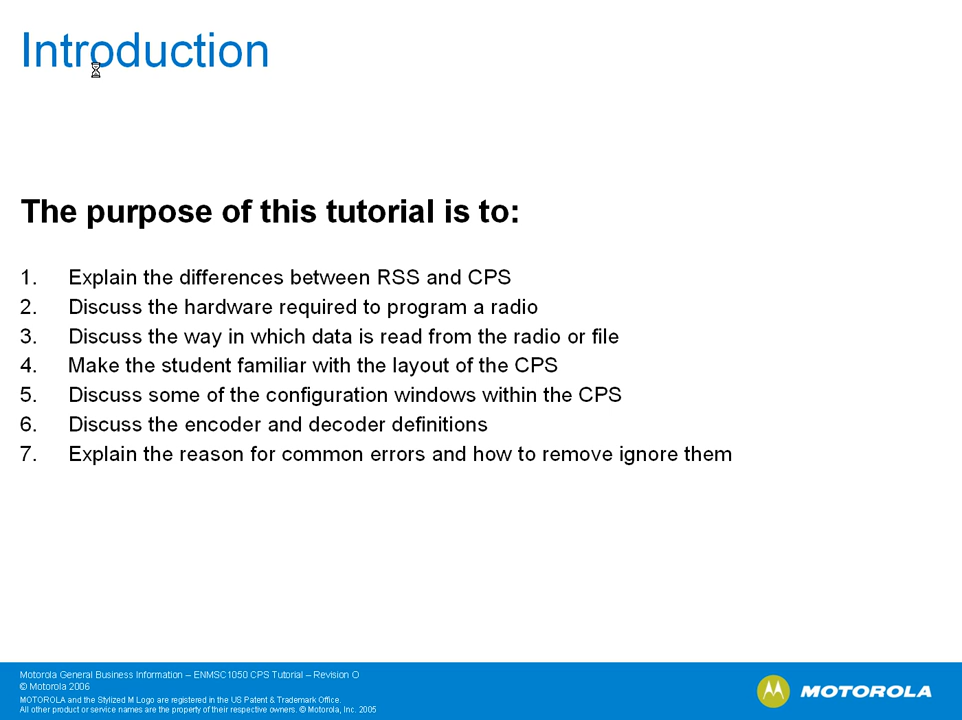 Introduction
The purpose of this tutorial is to:
1. Explain the differences between RSS and CPS
2. Discuss the hardware required to program a radio
3. Discuss the way in which data is read from the radio or file
4. Make the student familiar with the layout of the CPS
5. Discuss some of the configuration windows within the CPS
6. Discuss the encoder and decoder definitions
7. Explain the reason for common errors and how to remove ignore them
Motorola General Business Information – ENMSC1050 CPS Tutorial – Revision O
© Motorola 2006
MOTOROLA and the Stylized M Logo are registered in the US Patent & Trademark Office.
All other product or service names are the property of their respective owners. © Motorola, Inc. 2005
MOTOROLA